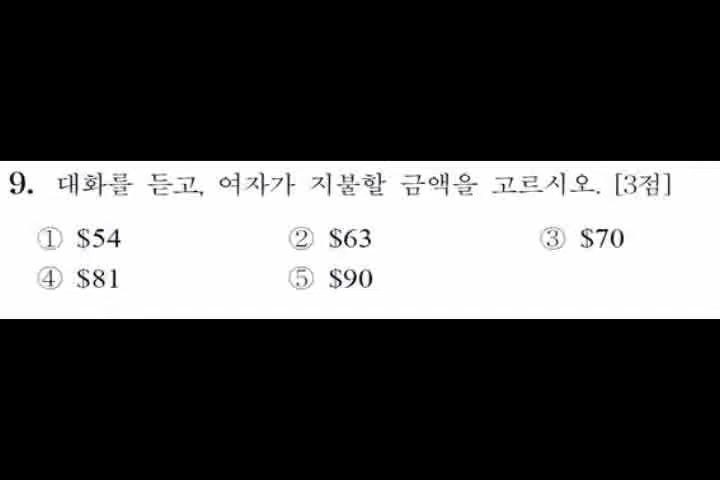 9. 대화를 듣고, 여자가 지불할 금액을 고르시오. [3점]
① $54 ② $63 ③ $70
④ $81 ⑤ $90